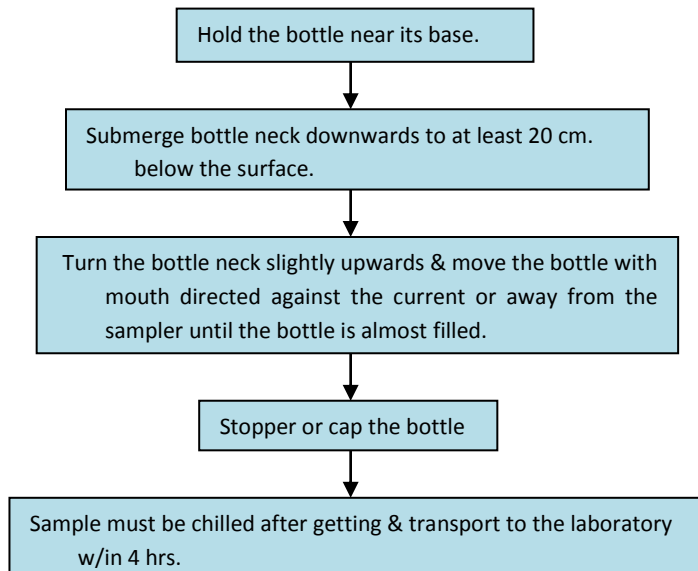 Hold the bottle near its base.
Submerge bottle neck downwards to at least 20 cm.
below the surface.
Turn the bottle neck slightly upwards & move the bottle with
mouth directed against the current or away from the
sampler until the bottle is almost filled.
Stopper or cap the bottle
Sample must be chilled after getting & transport to the laboratory
w/in 4 hrs.